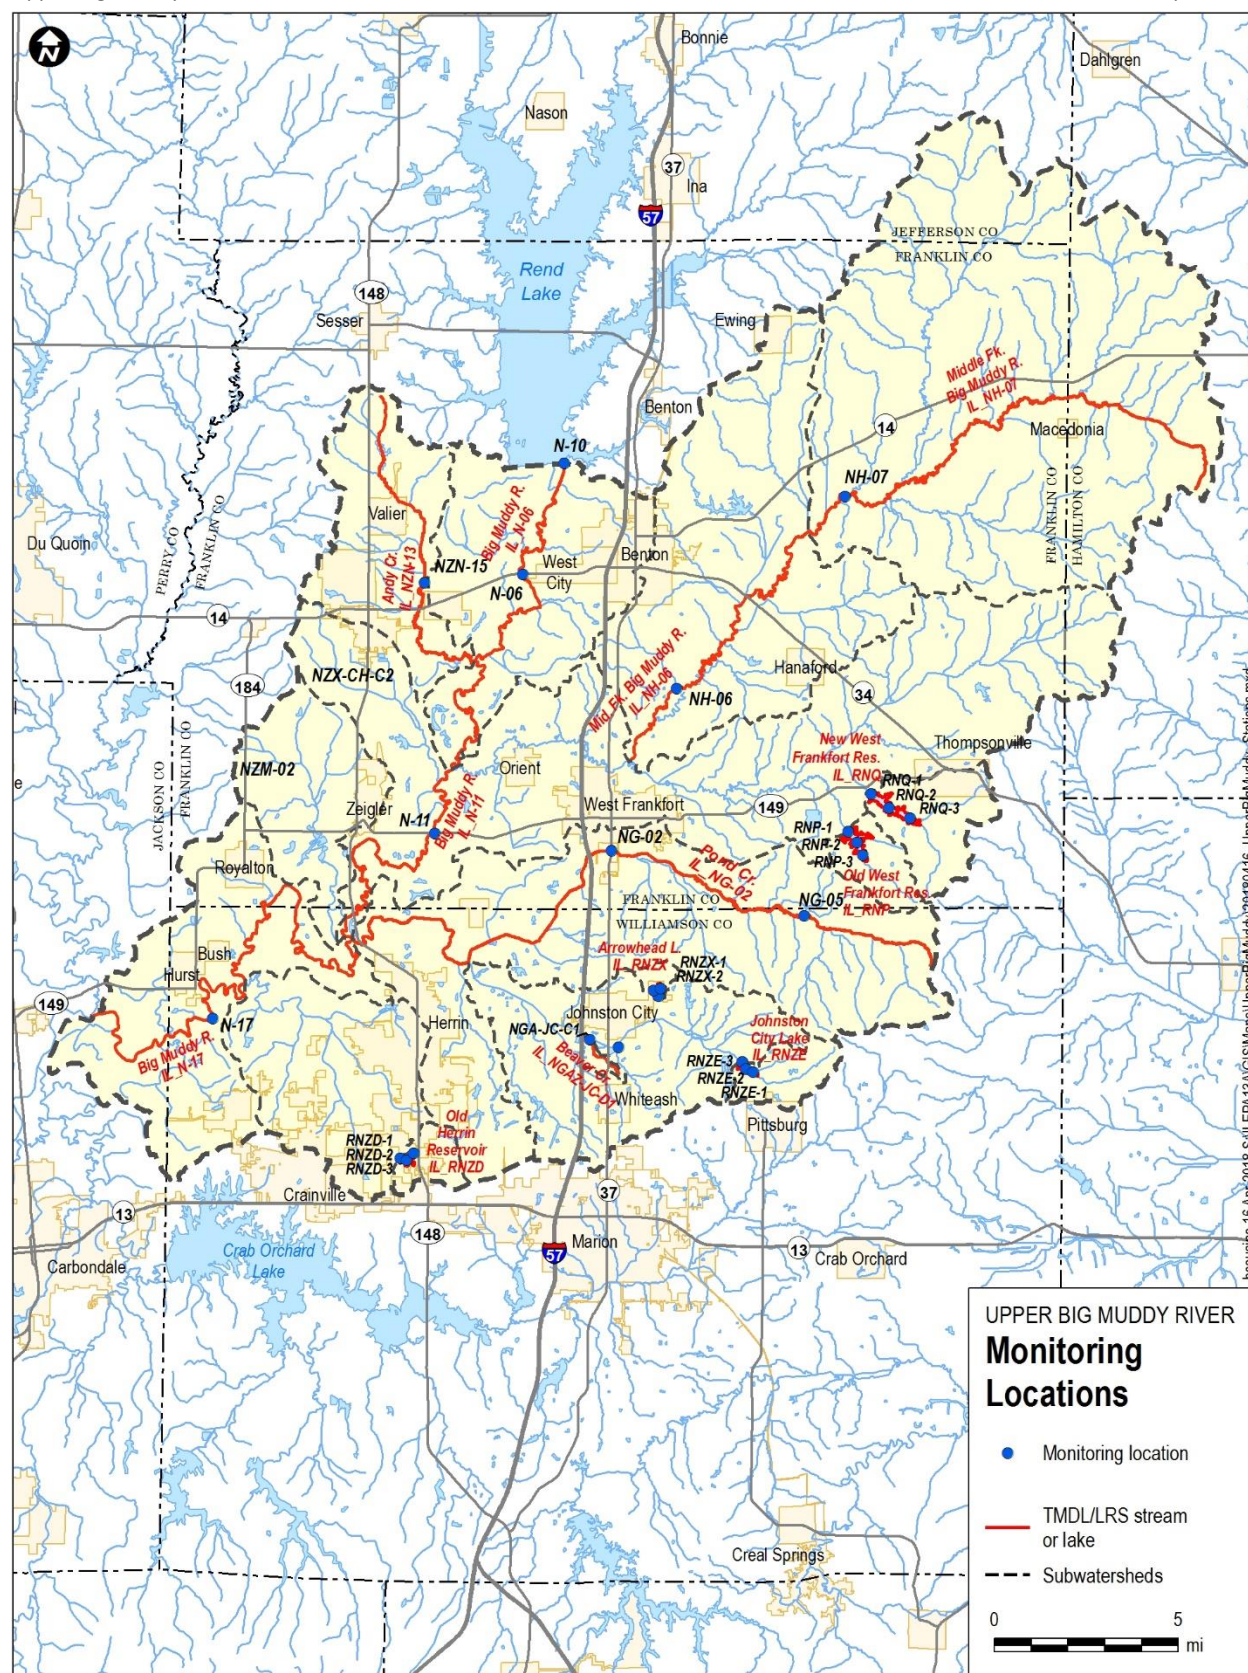 N
Bonnie
Dahlgren
Nason
37
Ina
57
JEFFERSON CO
FRANKLIN CO
Rend
Lake
148
Sesser
Ewing
Middle Fk.
Big Muddy R.
IL_NH-07
Benton
14
Macedonia
N-10
NH-07
Valier
Big Muddy R.
IL_N-06
FRANKLIN CO
HAMILTON CO
Du Quoin
PERRY CO
FRANKLIN CO
Andy Cr.
IL_NZN-13
NZN-15
N-06
West
City
Benton
14
Hanaford
NZX-CH-C2
184
Mid. Fk. Big Muddy R.
IL_NH-06
NH-06
34
JACKSON CO
FRANKLIN CO
NZM-02
Orient
New West
Frankfort Res.
IL_RNQ
Thompsonville
RNQ-1
RNQ-2
RNQ-3
Zeigler
N-11
Big Muddy R.
IL_N-11
West Frankfort
149
NG-02
RNP-1
RNP-2
RNP-3
Royalton
Pond Cr.
IL_NG-02
Old West
Frankfort Res.
IL_RNP
FRANKLIN CO
WILLIAMSON CO
NG-05
Bush
Hurst
Arrowhead L.
IL_RNZX
RNZX-1
RNZX-2
149
N-17
Herrin
Johnston City
NGA-JC-C1
Johnston
City Lake
IL_RNZE
Big Muddy R.
IL_N-17
Beaver Cr.
IL_NGAZ-JC-D1
RNZE-3
RNZE-2
RNZE-1
Whiteash
Pittsburg
RNZD-1
RNZD-2
RNZD-3
Old
Herrin
Reservoir
IL_RNZD
Crainville
13
37
148
Marion
57
13
Crab Orchard
Carbondale
Crab Orchard
Lake
Creal Springs
UPPER BIG MUDDY RIVER
Monitoring
Locations
Monitoring location
TMDL/LRS stream
or lake
Subwatersheds
0 5
mi